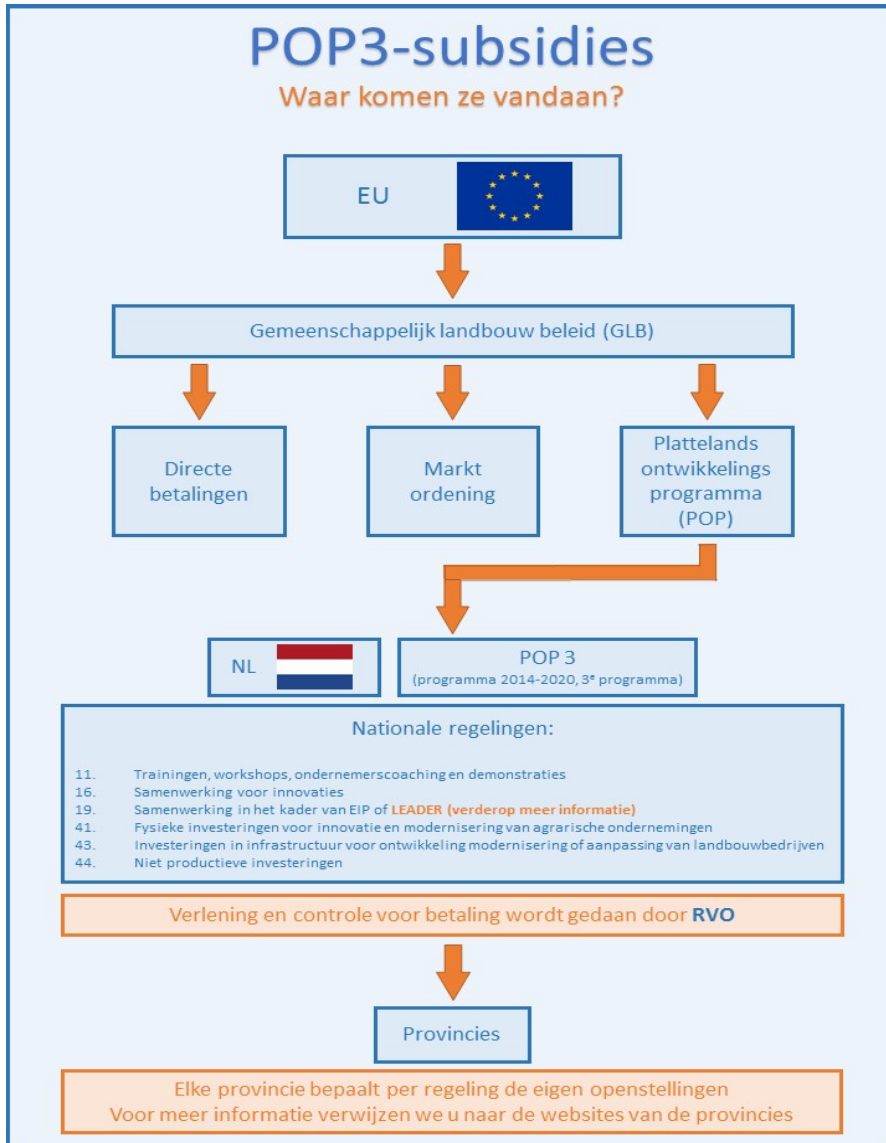 POP3-subsidies
Waar komen ze vandaan?
EU
Gemeenschappelijk landbouw beleid (GLB)
Directe
betalingen
Markt
ordening
Plattelands
ontwikkelings
programma
(POP)
NL
POP 3
(programma 2014-2020, 3ᵉ programma)
Nationale regelingen:
11. Trainingen, workshops, ondernemerscoaching en demonstraties
16. Samenwerking voor innovaties
19. Samenwerking in het kader van EIP of LEADER (verderop meer informatie)
41. Fysieke investeringen voor innovatie en modernisering van agrarische ondernemingen
43. Investeringen in infrastructuur voor ontwikkeling modernisering of aanpassing van landbouwbedrijven
44. Niet productieve investeringen
Verlening en controle voor betaling wordt gedaan door RVO
Provincies
Elke provincie bepaalt per regeling de eigen openstellingen
Voor meer informatie verwijzen we u naar de websites van de provincies